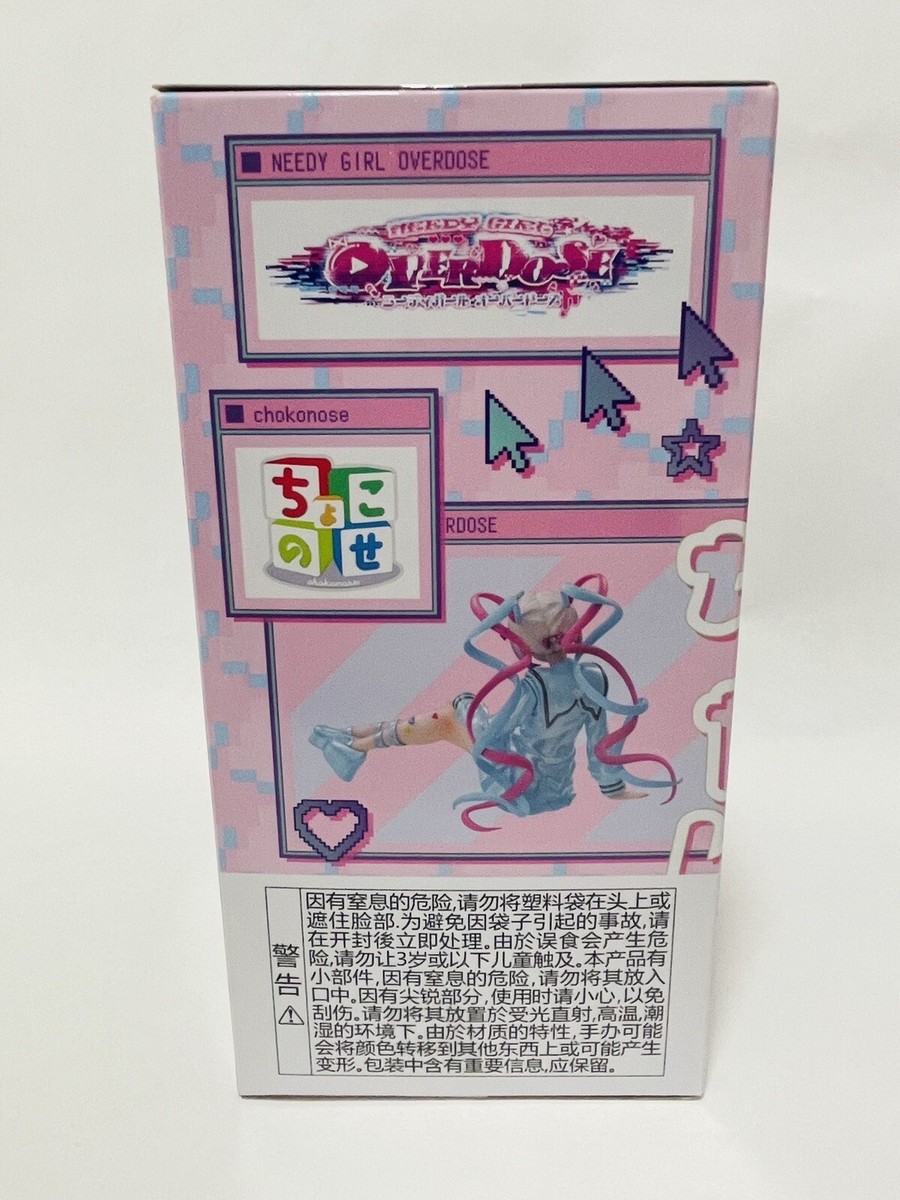 NEEDY GIRL OVERDOSE
NEEDY GIRL
OVERDOSE
chokonose
ちょこ
のせ
chokonose
RDOSE
警告
因有窒息的危险,请勿将塑料袋在头上或
遮住脸部.为避免因袋子引起的事故,请
在开封後立即处理。由於误食会产生危
险,请勿让3岁或以下儿童触及。本产品有
小部件,因有窒息的危险,请勿将其放入
口中。因有尖锐部分,使用时请小心,以免
刮伤。请勿将其放置於受光直射,高温,潮
湿的环境下。由於材质的特性,手办可能
会将颜色转移到其他东西上或可能产生
变形。包装中含有重要信息,应保留。